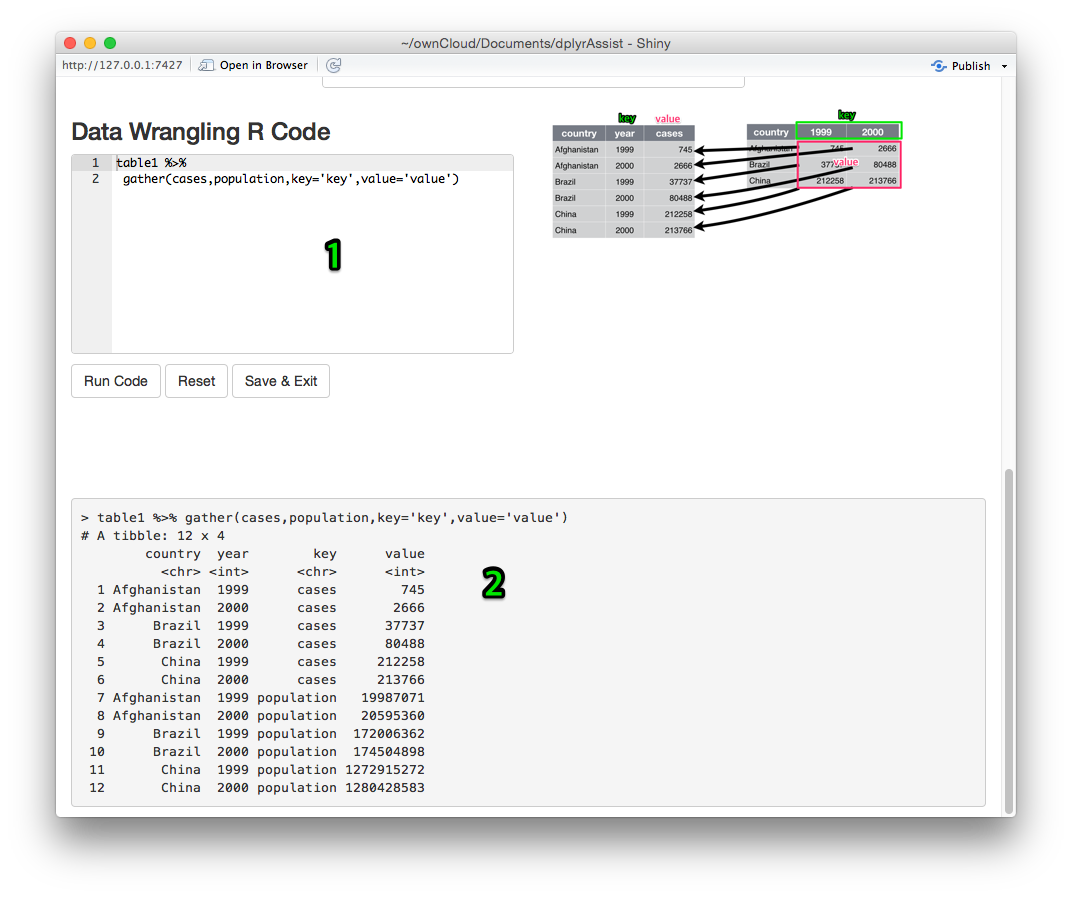 ~/ownCloud/Documents/dplyrAssist - Shiny
http://127.0.0.1:7427 Open in Browser Publish
Data Wrangling R Code
1 table1 %>%
2 gather(cases,population,key='key',value='value')
1
Run Code Reset Save & Exit
key value
country year cases
Afghanistan 1999 745
Afghanistan 2000 2666
Brazil 1999 37737
Brazil 2000 80488
China 1999 212258
China 2000 213766
key
country 1999 2000
Afghanistan 745 2666
value
Brazil 37737 80488
China 212258 213766
> table1 %>% gather(cases,population,key='key',value='value')
# A tibble: 12 x 4
country year key value
<chr> <int> <chr> <int>
1 Afghanistan 1999 cases 745
2 Afghanistan 2000 cases 2666
3 Brazil 1999 cases 37737
4 Brazil 2000 cases 80488
5 China 1999 cases 212258
6 China 2000 cases 213766
7 Afghanistan 1999 population 19987071
8 Afghanistan 2000 population 20595360
9 Brazil 1999 population 172006362
10 Brazil 2000 population 174504898
11 China 1999 population 1272915272
12 China 2000 population 1280428583
2